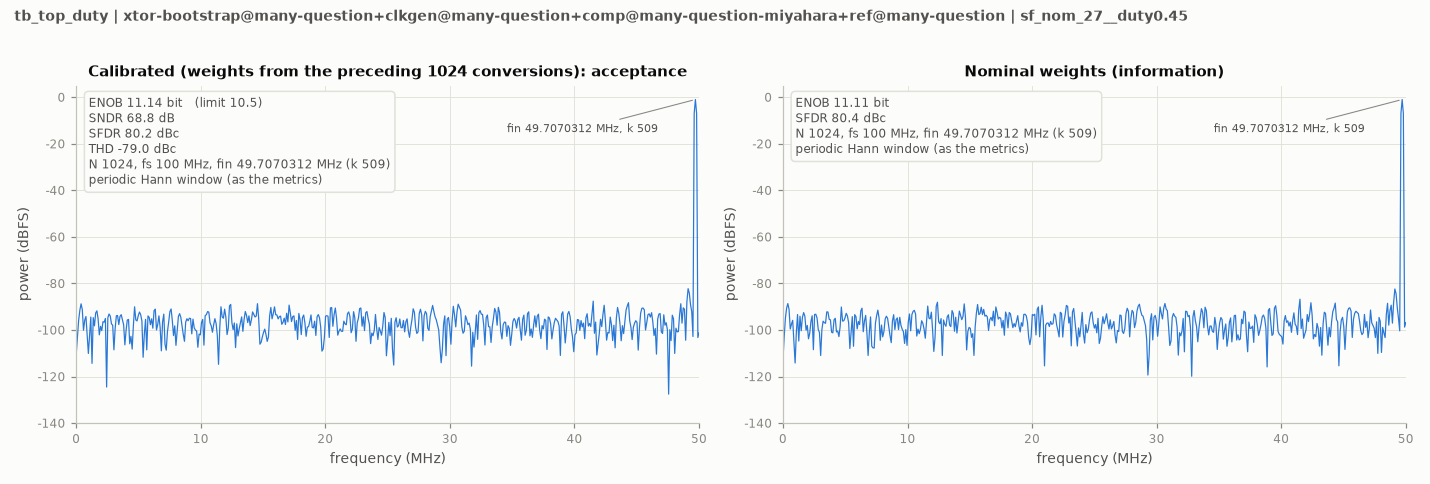 tb_top_duty | xtor-bootstrap@many-question+clkgen@many-question+comp@many-question-miyahara+ref@many-question | sf_nom_27__duty0.45
Calibrated (weights from the preceding 1024 conversions): acceptance
ENOB 11.14 bit (limit 10.5)
SNDR 68.8 dB
SFDR 80.2 dBc
THD -79.0 dBc
N 1024, fs 100 MHz, fin 49.7070312 MHz (k 509)
periodic Hann window (as the metrics)
fin 49.7070312 MHz, k 509
power (dBFS)
0
-20
-40
-60
-80
-100
-120
-140
0 10 20 30 40 50
frequency (MHz)
Nominal weights (information)
ENOB 11.11 bit
SFDR 80.4 dBc
N 1024, fs 100 MHz, fin 49.7070312 MHz (k 509)
periodic Hann window (as the metrics)
fin 49.7070312 MHz, k 509
power (dBFS)
0
-20
-40
-60
-80
-100
-120
-140
0 10 20 30 40 50
frequency (MHz)